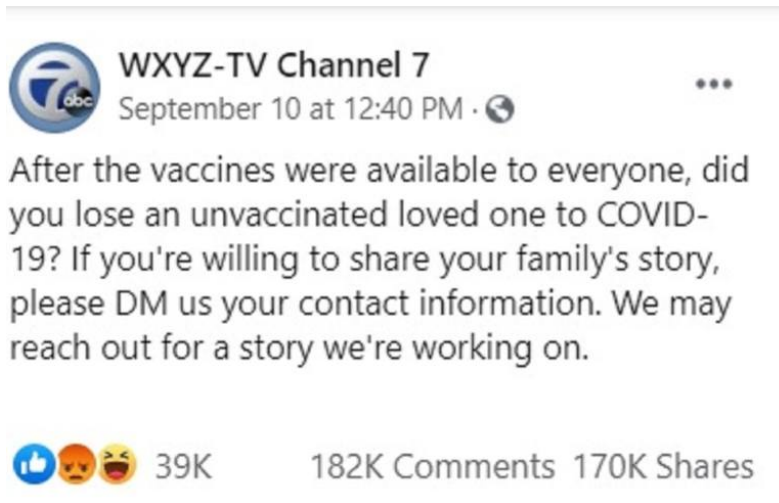 WXYZ-TV Channel 7
7
abc
September 10 at 12:40 PM ·
After the vaccines were available to everyone, did
you lose an unvaccinated loved one to COVID-
19? If you're willing to share your family's story,
please DM us your contact information. We may
reach out for a story we're working on.
39K 182K Comments 170K Shares